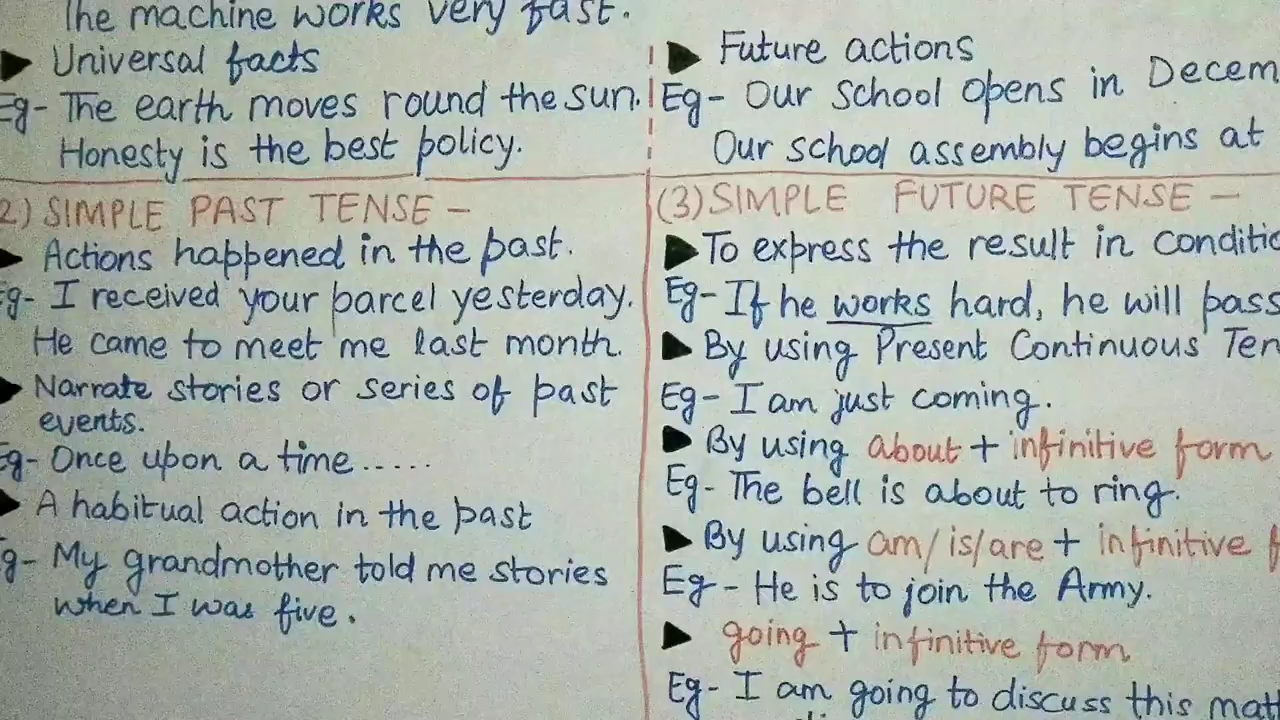 The machine works very fast.
▶ Universal facts
Eg- The earth moves round the sun.
Honesty is the best policy.
2) SIMPLE PAST TENSE -
▶ Actions happened in the past.
Eg- I received your parcel yesterday.
He came to meet me last month.
▶ Narrate stories or series of past
events.
Eg- Once upon a time......
▶ A habitual action in the past
Eg- My grandmother told me stories
when I was five.
▶ Future actions
Eg- Our school opens in Decem
Our school assembly begins at
(3) SIMPLE FUTURE TENSE -
▶ To express the result in conditio
Eg- If he works hard, he will pass
▶ By using Present Continuous Ten
Eg- I am just coming.
▶ By using about + infinitive form
Eg- The bell is about to ring.
▶ By using am/is/are + infinitive f
Eg - He is to join the Army.
▶ going + infinitive form
Eg- I am going to discuss this matt